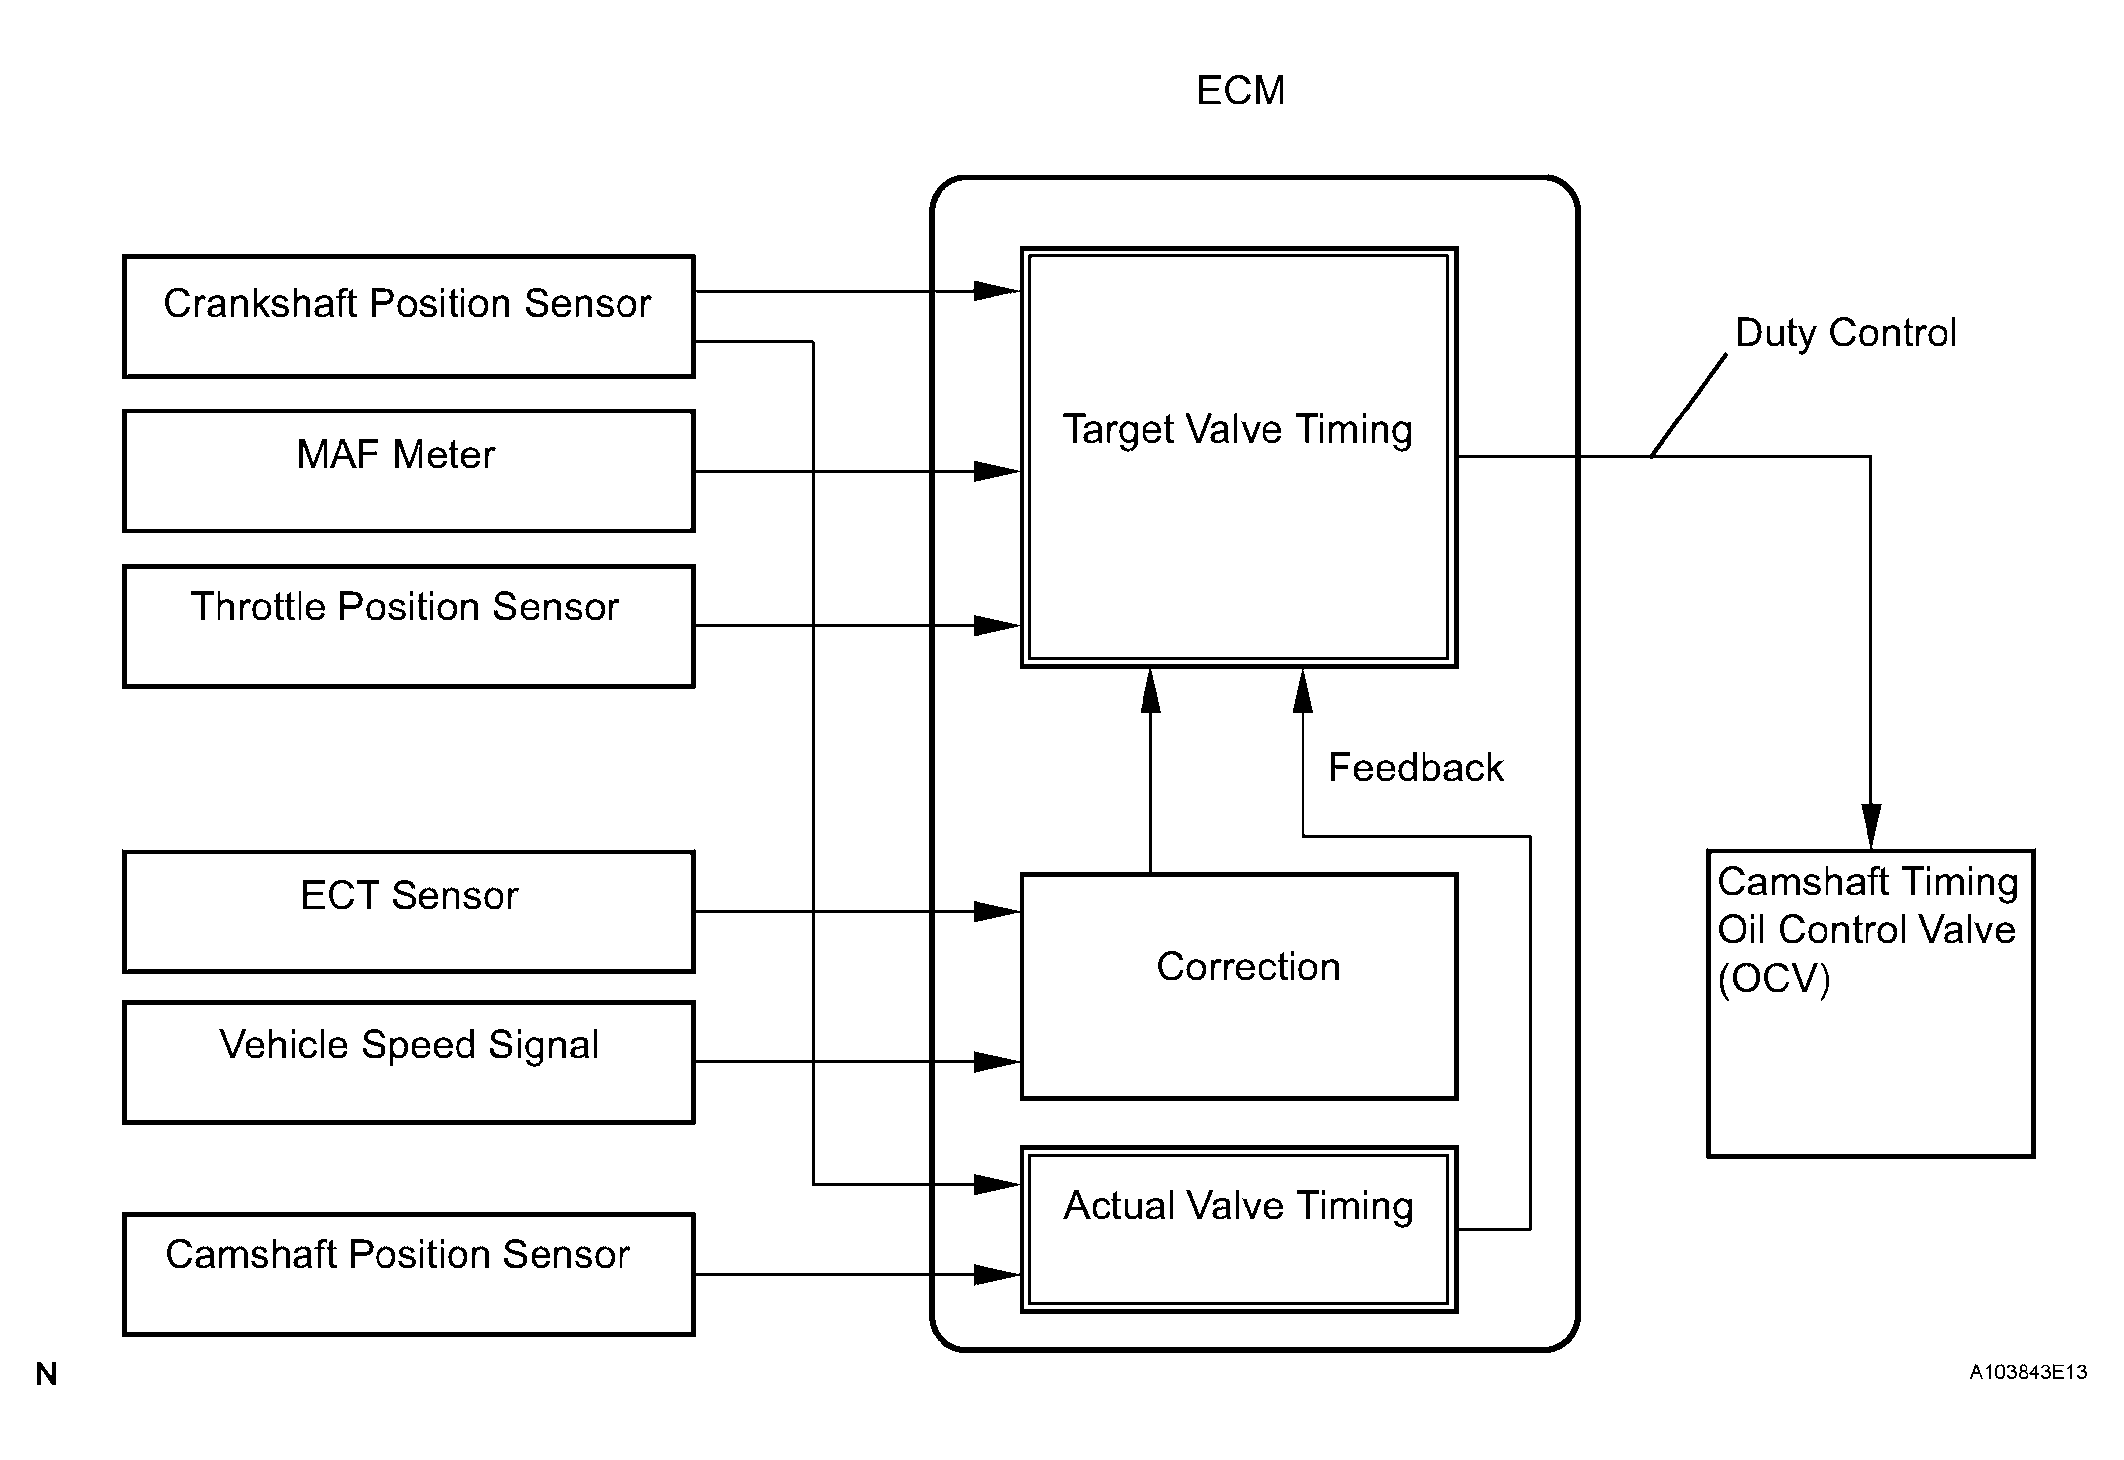 ECM
Crankshaft Position Sensor
MAF Meter
Throttle Position Sensor
Target Valve Timing
Duty Control
Feedback
ECT Sensor
Vehicle Speed Signal
Correction
Camshaft Timing
Oil Control Valve
(OCV)
Camshaft Position Sensor
Actual Valve Timing
N
A103843E13